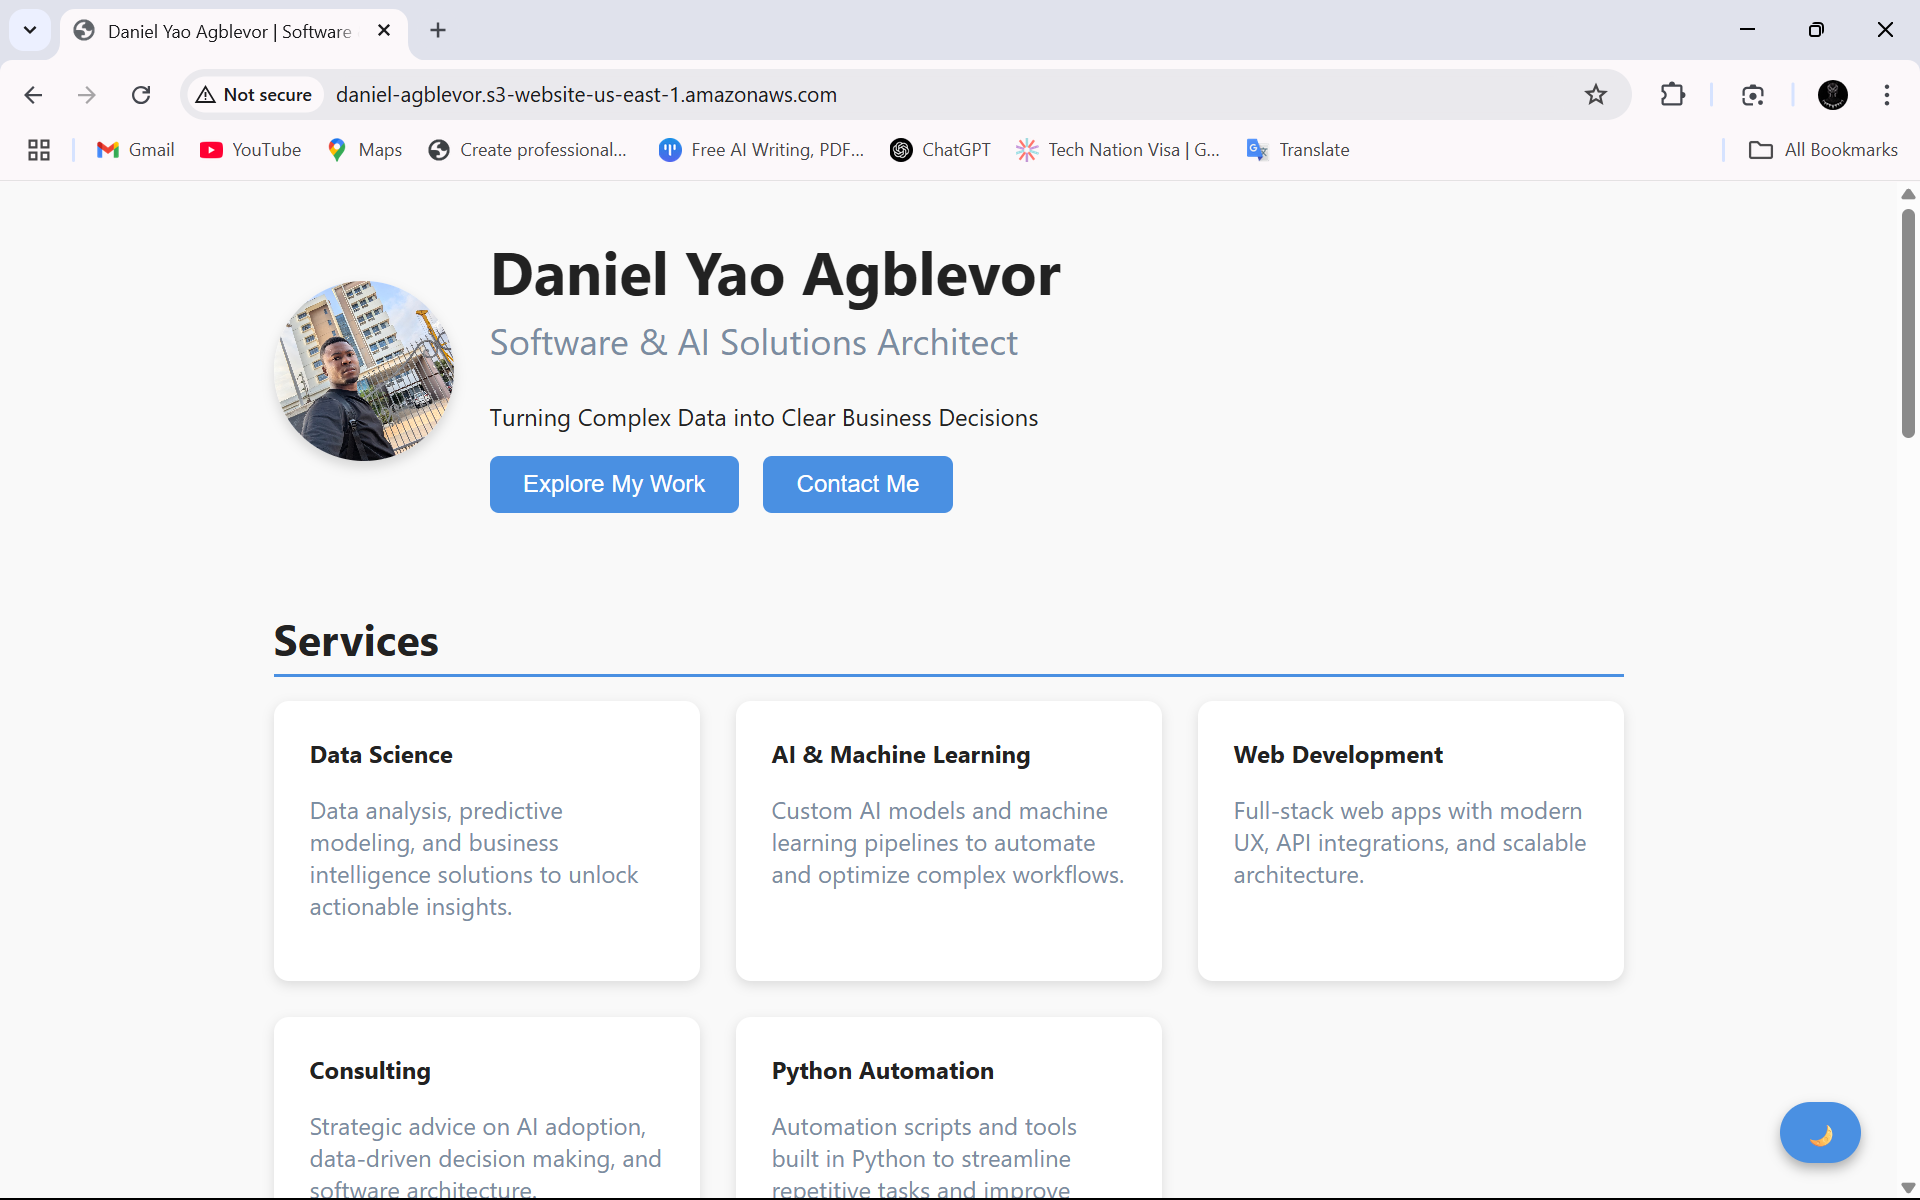 Daniel Yao Agblevor | Software
Not secure
daniel-agblevor.s3-website-us-east-1.amazonaws.com
Gmail
YouTube
Maps
Create professional...
Free AI Writing, PDF...
ChatGPT
Tech Nation Visa | G...
Translate
All Bookmarks
Daniel Yao Agblevor
Software & AI Solutions Architect
Turning Complex Data into Clear Business Decisions
Explore My Work
Contact Me
Services
Data Science
Data analysis, predictive
modeling, and business
intelligence solutions to unlock
actionable insights.
AI & Machine Learning
Custom AI models and machine
learning pipelines to automate
and optimize complex workflows.
Web Development
Full-stack web apps with modern
UX, API integrations, and scalable
architecture.
Consulting
Strategic advice on AI adoption,
data-driven decision making, and
software architecture.
Python Automation
Automation scripts and tools
built in Python to streamline
repetitive tasks and improve